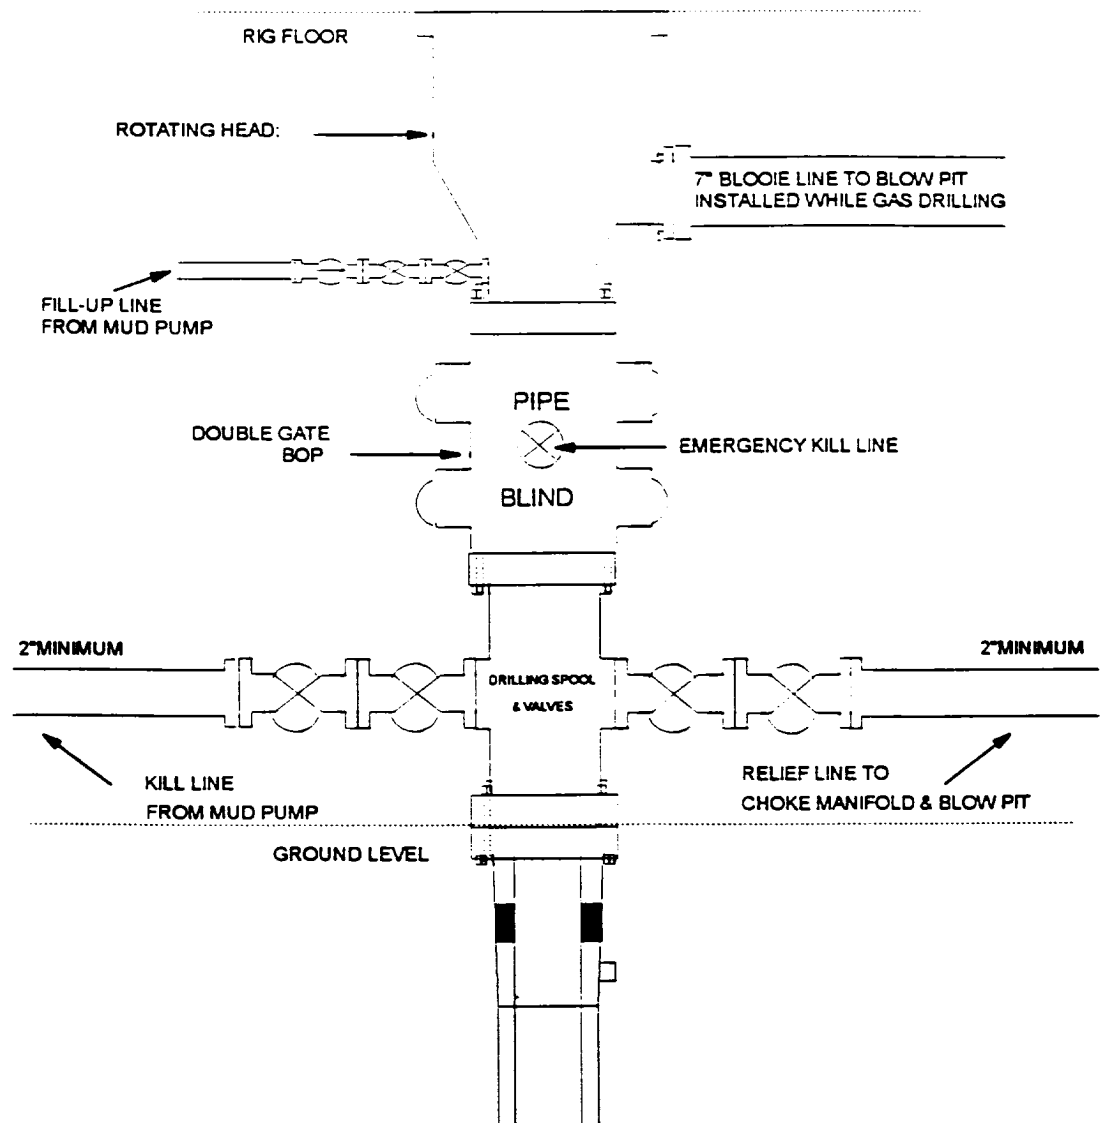 RIG FLOOR
ROTATING HEAD:
7" BLOOIE LINE TO BLOW PIT
INSTALLED WHILE GAS DRILLING
FILL-UP LINE
FROM MUD PUMP
PIPE
DOUBLE GATE
BOP
EMERGENCY KILL LINE
BLIND
2"MINIMUM
2"MINIMUM
DRILLING SPOOL
& VALVES
KILL LINE
FROM MUD PUMP
RELIEF LINE TO
CHOKE MANIFOLD & BLOW PIT
GROUND LEVEL